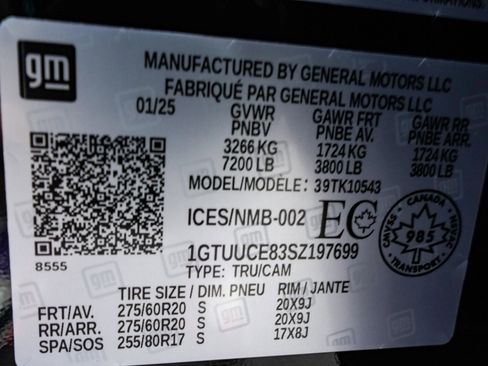 gm
MANUFACTURED BY GENERAL MOTORS LLC
FABRIQUÉ PAR GENERAL MOTORS LLC
01/25 GVWR GAWR FRT GAWR RR
PNBV PNBE AV. PNBE ARR.
3266 KG 1724 KG 1724 KG
7200 LB 3800 LB 3800 LB
MODEL/MODÈLE: 39TK10543
ICES/NMB-002 EC
CANADA
CMVSS NSVAC
985
TRANSPORT
8555
1GTUUCE83SZ197699
TYPE: TRU/CAM
TIRE SIZE / DIM. PNEU RIM / JANTE
FRT/AV. 275/60R20 S 20X9J
RR/ARR. 275/60R20 S 20X9J
SPA/SOS 255/80R17 S 17X8J